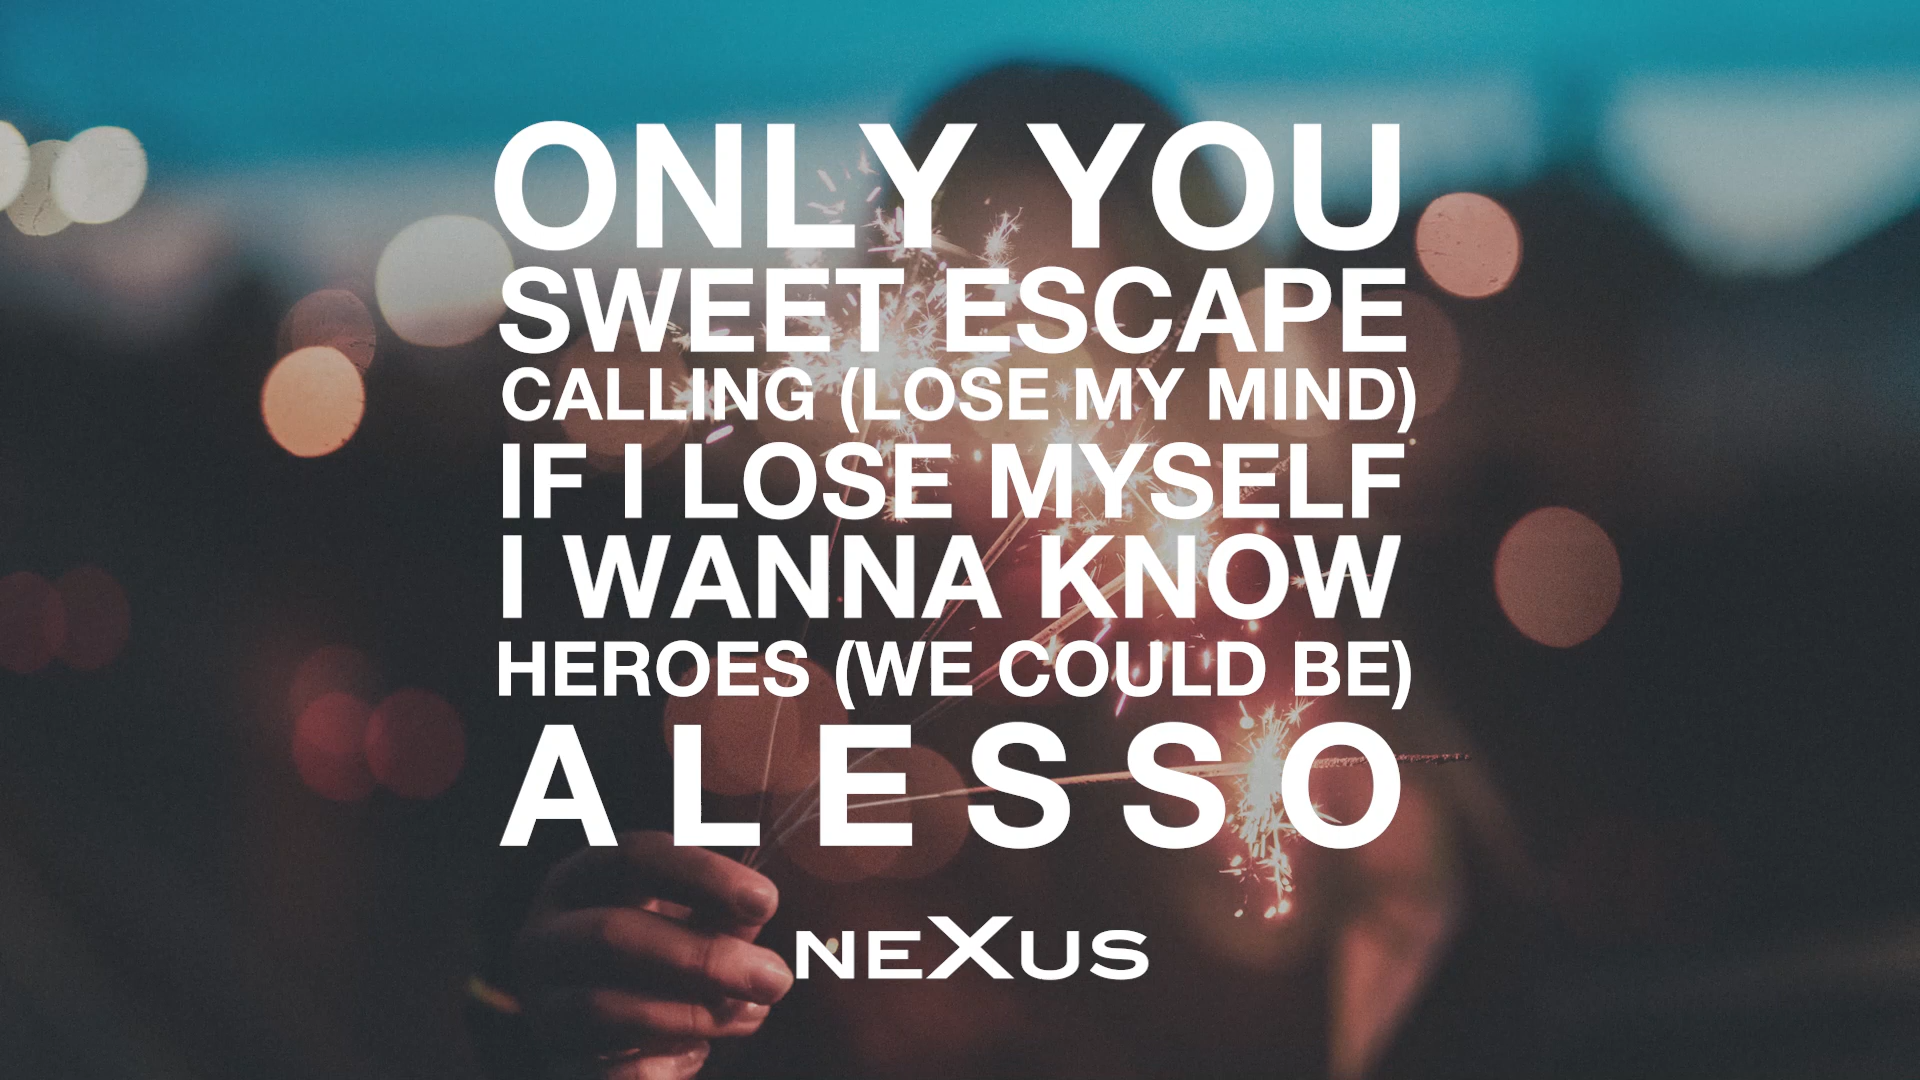 ONLY YOU
SWEET ESCAPE
CALLING (LOSE MY MIND)
IF I LOSE MYSELF
I WANNA KNOW
HEROES (WE COULD BE)
ALESSO
NEXUS